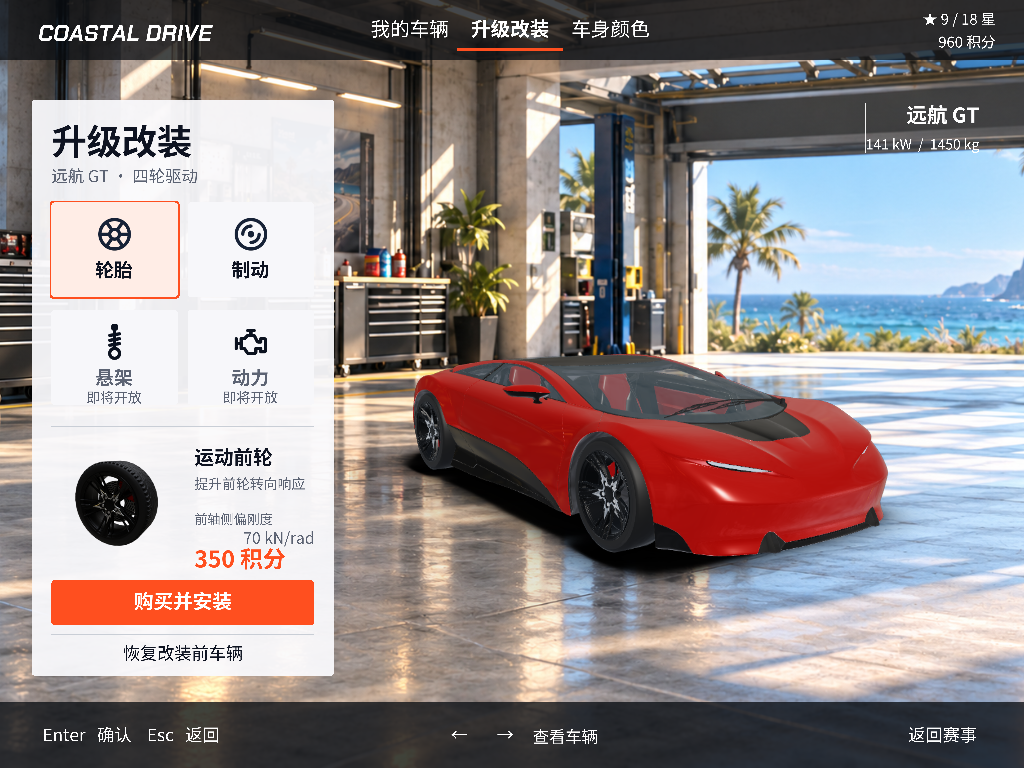 COASTAL DRIVE
我的车辆 升级改装 车身颜色
★ 9 / 18 星
960 积分
升级改装
远航 GT · 四轮驱动
轮胎
制动
悬架
即将开放
动力
即将开放
运动前轮
提升前轮转向响应
前轴侧偏刚度
70 kN/rad
350 积分
购买并安装
恢复改装前车辆
远航 GT
141 kW / 1450 kg
Enter 确认 Esc 返回
← → 查看车辆
返回赛事